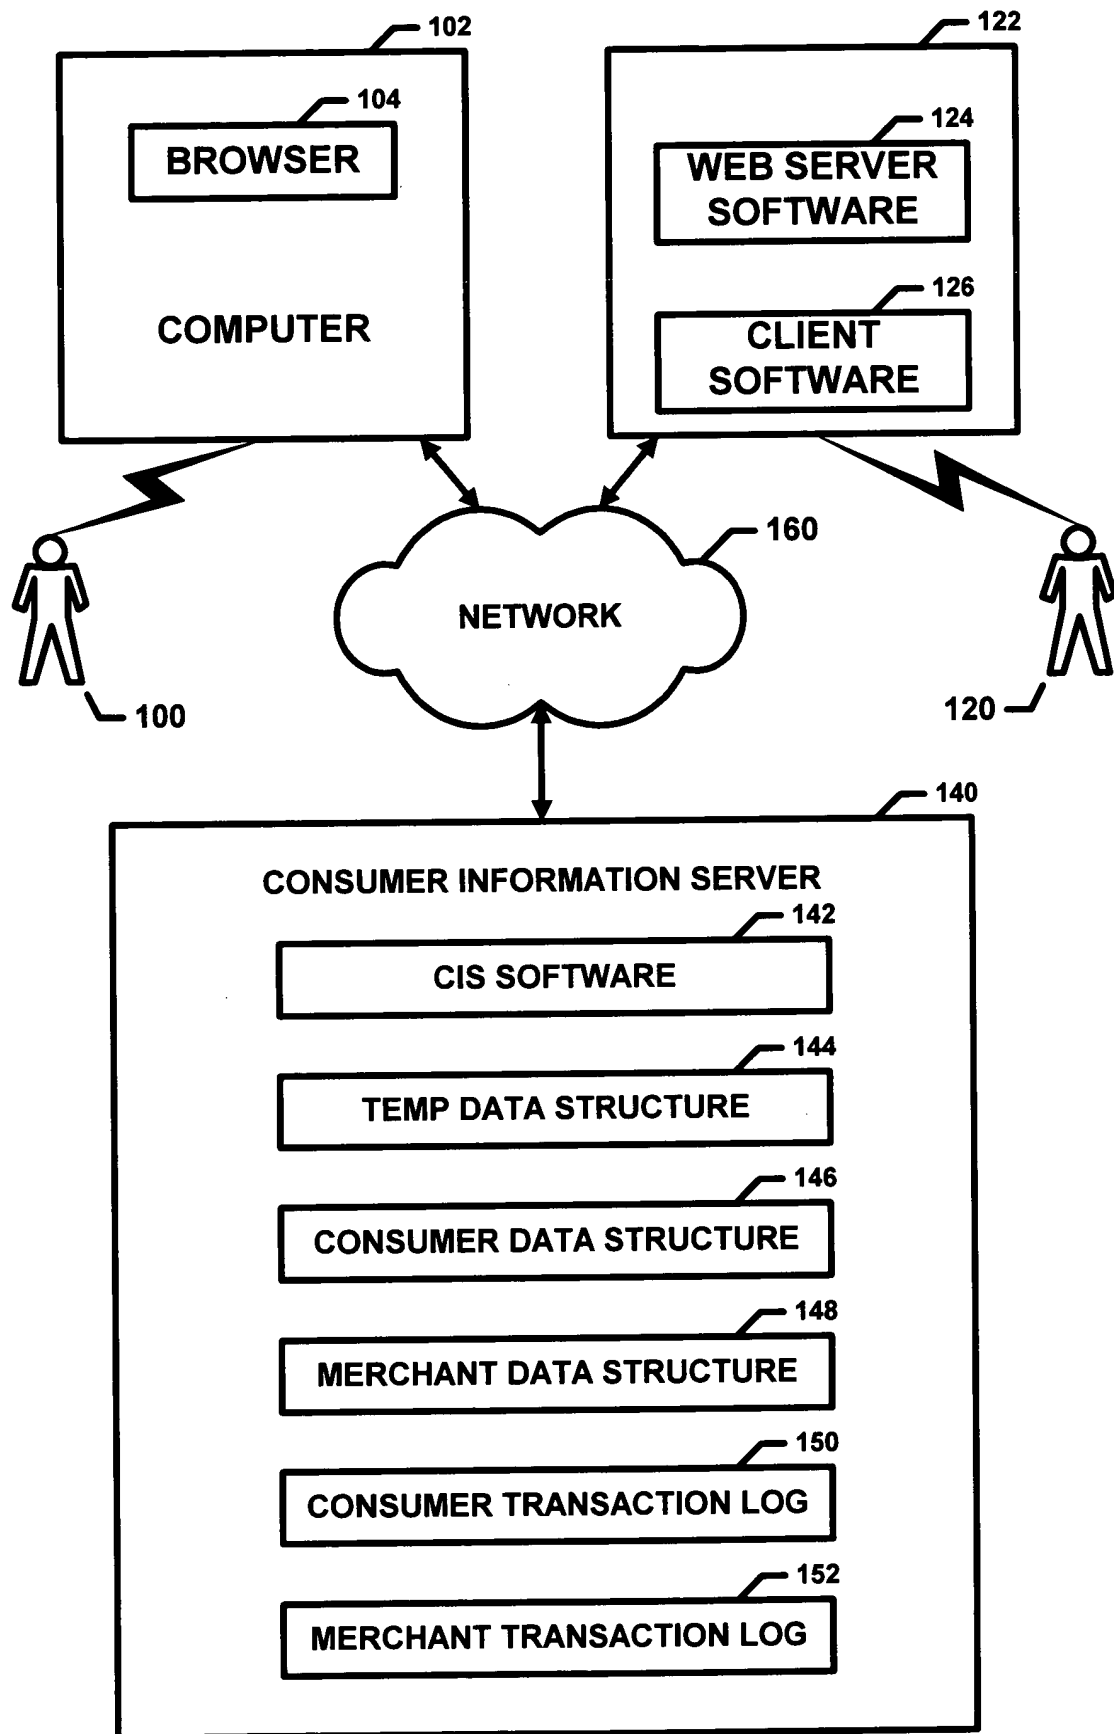 102
122
104
BROWSER
COMPUTER
124
WEB SERVER
SOFTWARE
126
CLIENT
SOFTWARE
160
NETWORK
100
120
140
CONSUMER INFORMATION SERVER
142
CIS SOFTWARE
144
TEMP DATA STRUCTURE
146
CONSUMER DATA STRUCTURE
148
MERCHANT DATA STRUCTURE
150
CONSUMER TRANSACTION LOG
152
MERCHANT TRANSACTION LOG